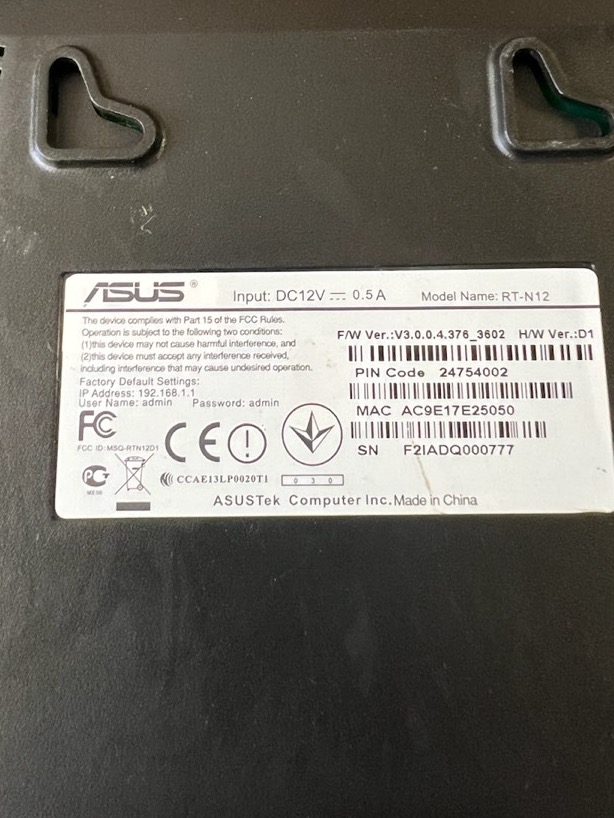 ASUS® Input: DC12V 0.5A Model Name: RT-N12
The device complies with Part 15 of the FCC Rules.
Operation is subject to the following two conditions:
(1)this device may not cause harmful interference, and
(2)this device must accept any interference received,
including interference that may cause undesired operation.
Factory Default Settings:
IP Address: 192.168.1.1
User Name: admin Password: admin
F/W Ver.:V3.0.0.4.376_3602 H/W Ver.:D1
PIN Code 24754002
MAC AC9E17E25050
SN F2IADQ000777
FC CE
FCC ID: MSQ-RTN12D1
CCAE13LP0020T1 0 3 0
ASUSTek Computer Inc. Made in China